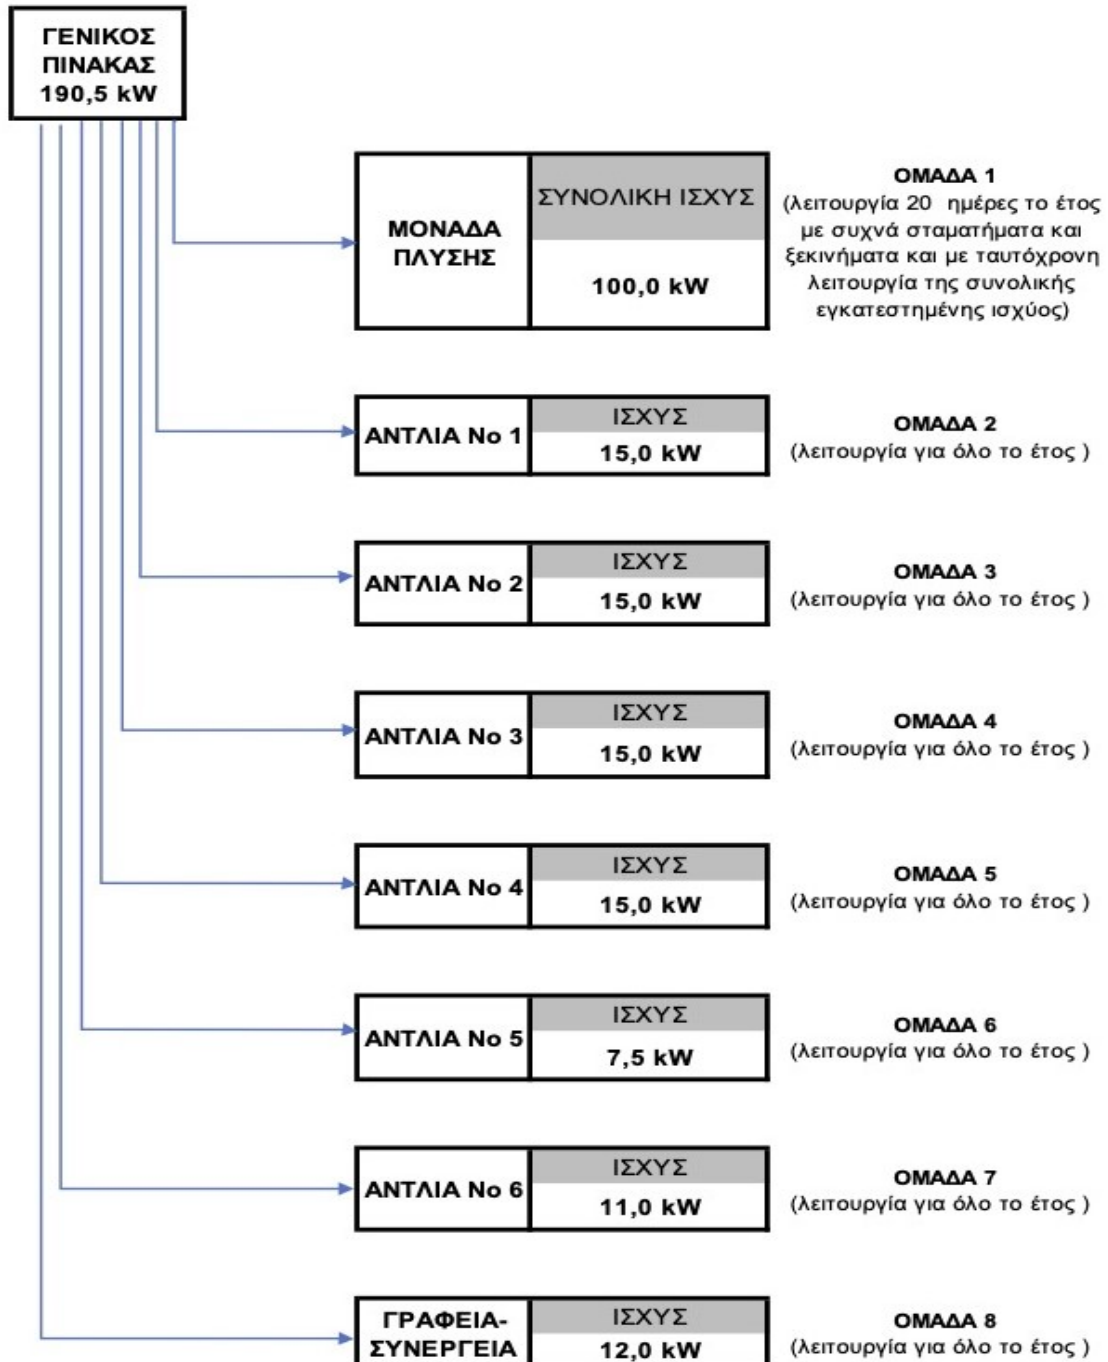 ΓΕΝΙΚΟΣ
ΠΙΝΑΚΑΣ
190,5 kW
ΜΟΝΑΔΑ
ΠΛΥΣΗΣ
ΣΥΝΟΛΙΚΗ ΙΣΧΥΣ
100,0 kW
ΟΜΑΔΑ 1
(λειτουργία 20 ημέρες το έτος
με συχνά σταματήματα και
ξεκινήματα και με ταυτόχρονη
λειτουργία της συνολικής
εγκατεστημένης ισχύος)
ΑΝΤΛΙΑ Νο 1
ΙΣΧΥΣ
15,0 kW
ΟΜΑΔΑ 2
(λειτουργία για όλο το έτος )
ΑΝΤΛΙΑ Νο 2
ΙΣΧΥΣ
15,0 kW
ΟΜΑΔΑ 3
(λειτουργία για όλο το έτος )
ΑΝΤΛΙΑ Νο 3
ΙΣΧΥΣ
15,0 kW
ΟΜΑΔΑ 4
(λειτουργία για όλο το έτος )
ΑΝΤΛΙΑ Νο 4
ΙΣΧΥΣ
15,0 kW
ΟΜΑΔΑ 5
(λειτουργία για όλο το έτος )
ΑΝΤΛΙΑ Νο 5
ΙΣΧΥΣ
7,5 kW
ΟΜΑΔΑ 6
(λειτουργία για όλο το έτος )
ΑΝΤΛΙΑ Νο 6
ΙΣΧΥΣ
11,0 kW
ΟΜΑΔΑ 7
(λειτουργία για όλο το έτος )
ΓΡΑΦΕΙΑ-
ΣΥΝΕΡΓΕΙΑ
ΙΣΧΥΣ
12,0 kW
ΟΜΑΔΑ 8
(λειτουργία για όλο το έτος )